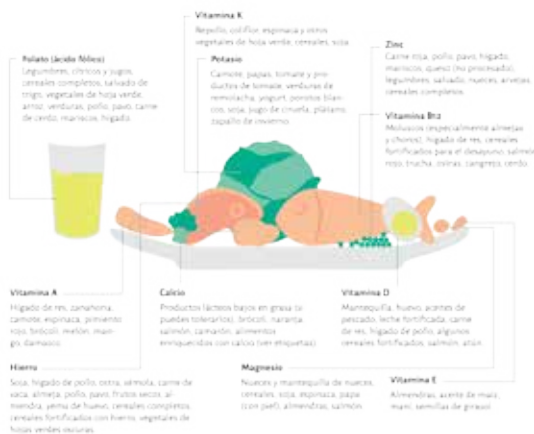 Vitamina K
Repollo, coliflor, espinaca y otros
vegetales de hoja verde, cereales, soja
Folato (ácido fólico)
Legumbres, cítricos y jugos,
cereales completos, salvado de
trigo, vegetales de hoja verde,
arroz, verduras, pollo, pavo, carne
de cerdo, mariscos, hígado.
Potasio
Camote, papas, tomate y pro-
ductos de tomate, verduras de
remolacha, yogurt, porotos blan-
cos, soja, jugo de ciruela, plátano,
zapallo de invierno.
Zinc
Carne roja, pollo, pavo, hígado,
mariscos, queso (no procesado),
legumbres, salvado, nueces, arvejas,
cereales completos.
Vitamina B12
Moluscos (especialmente almejas
y choros), hígado de res, cereales
fortificados para el desayuno, salmón
rojo, trucha, ostras, cangrejo, cerdo.
Vitamina A
Hígado de res, zanahoria,
camote, espinaca, pimiento
rojo, brócoli, melón, man-
go, damasco.
Calcio
Productos lácteos bajos en grasa (si
puedes tolerarlos), brócoli, naranja,
salmón, camarón, alimentos
enriquecidos con calcio (ver etiquetas)
Vitamina D
Mantequilla, huevo, aceites de
pescado, leche fortificada, carne
de res, hígado de pollo, algunos
cereales fortificados, salmón, atún.
Hierro
Soja, hígado de pollo, ostra, sémola, carne de
vaca, almeja, pollo, pavo, frutos secos, al-
mendra, yema de huevo, cereales completos,
cereales fortificados con hierro, vegetales de
hojas verdes oscuras.
Magnesio
Nueces y mantequilla de nueces,
cereales, soja, espinaca, papa
(con piel), almendras, salmón
Vitamina E
Almendras, aceite de maíz,
maní, semillas de girasol